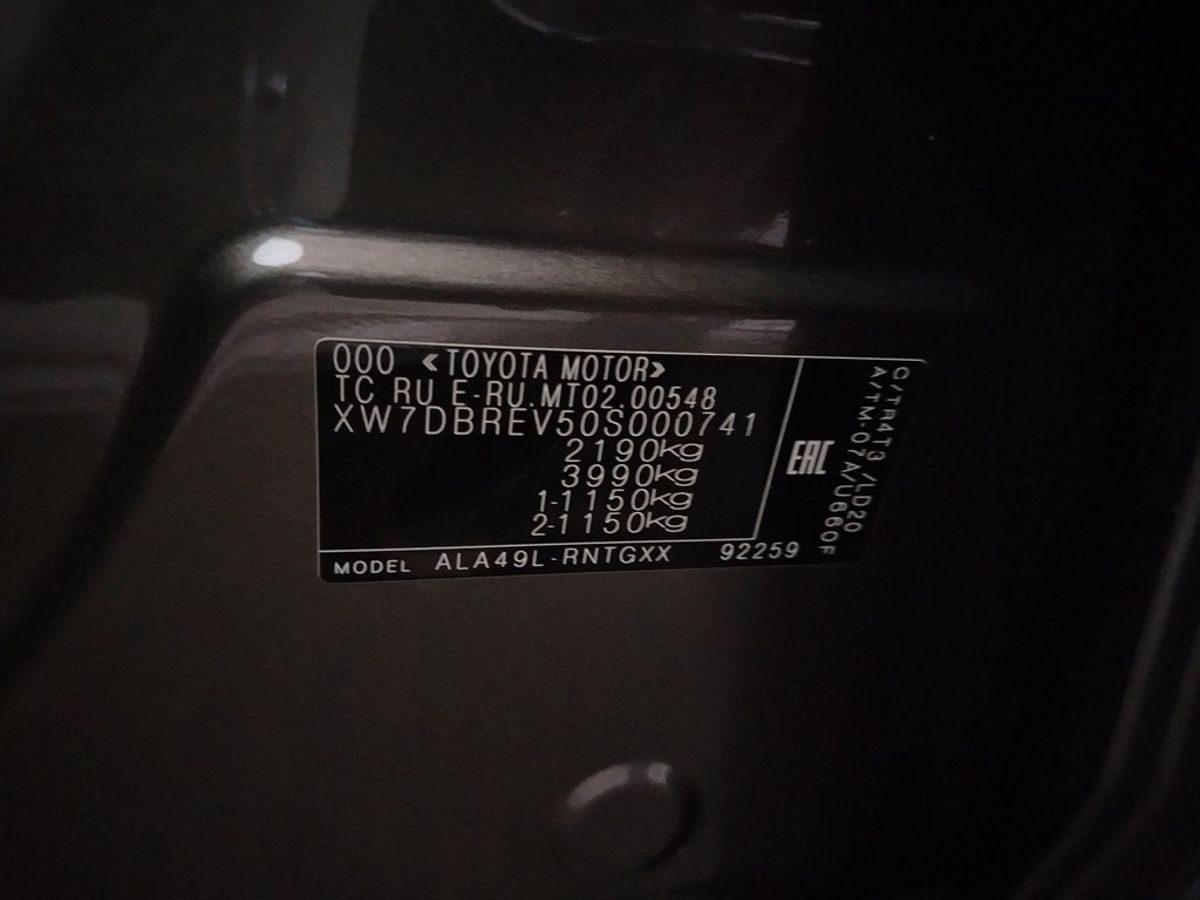 ООО «TOYOTA MOTOR»
TC RU E-RU.MT02.00548
XW7DBREV50S000741
2190kg
3990kg
1-1150kg
2-1150kg
EAC
C/TR4T3 /LD20
A/TM-07A/U660F
MODEL ALA49L-RNTGXX 92259